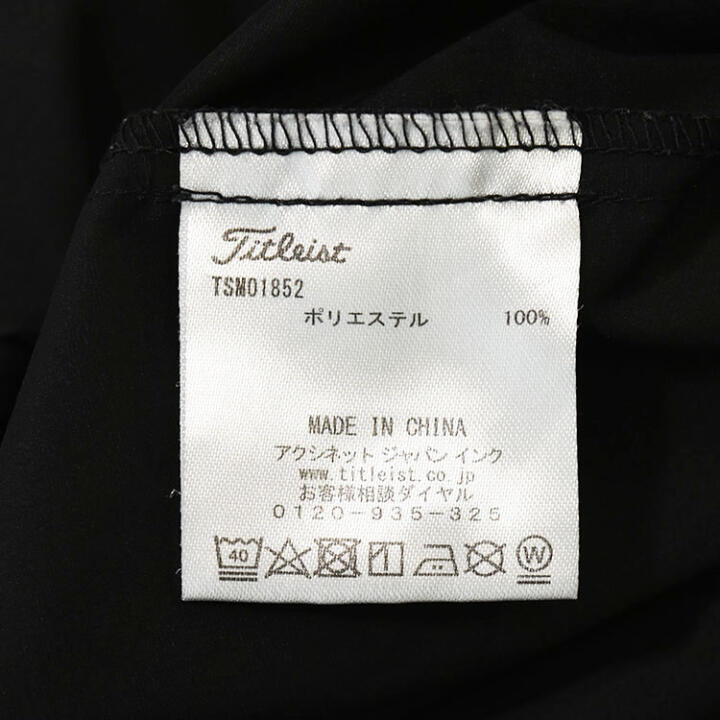 Titleist
TSM01852
ポリエステル 100%
MADE IN CHINA
アクシネット ジャパン インク
www.titleist.co.jp
お客様相談ダイヤル
0120-935-325
40
W